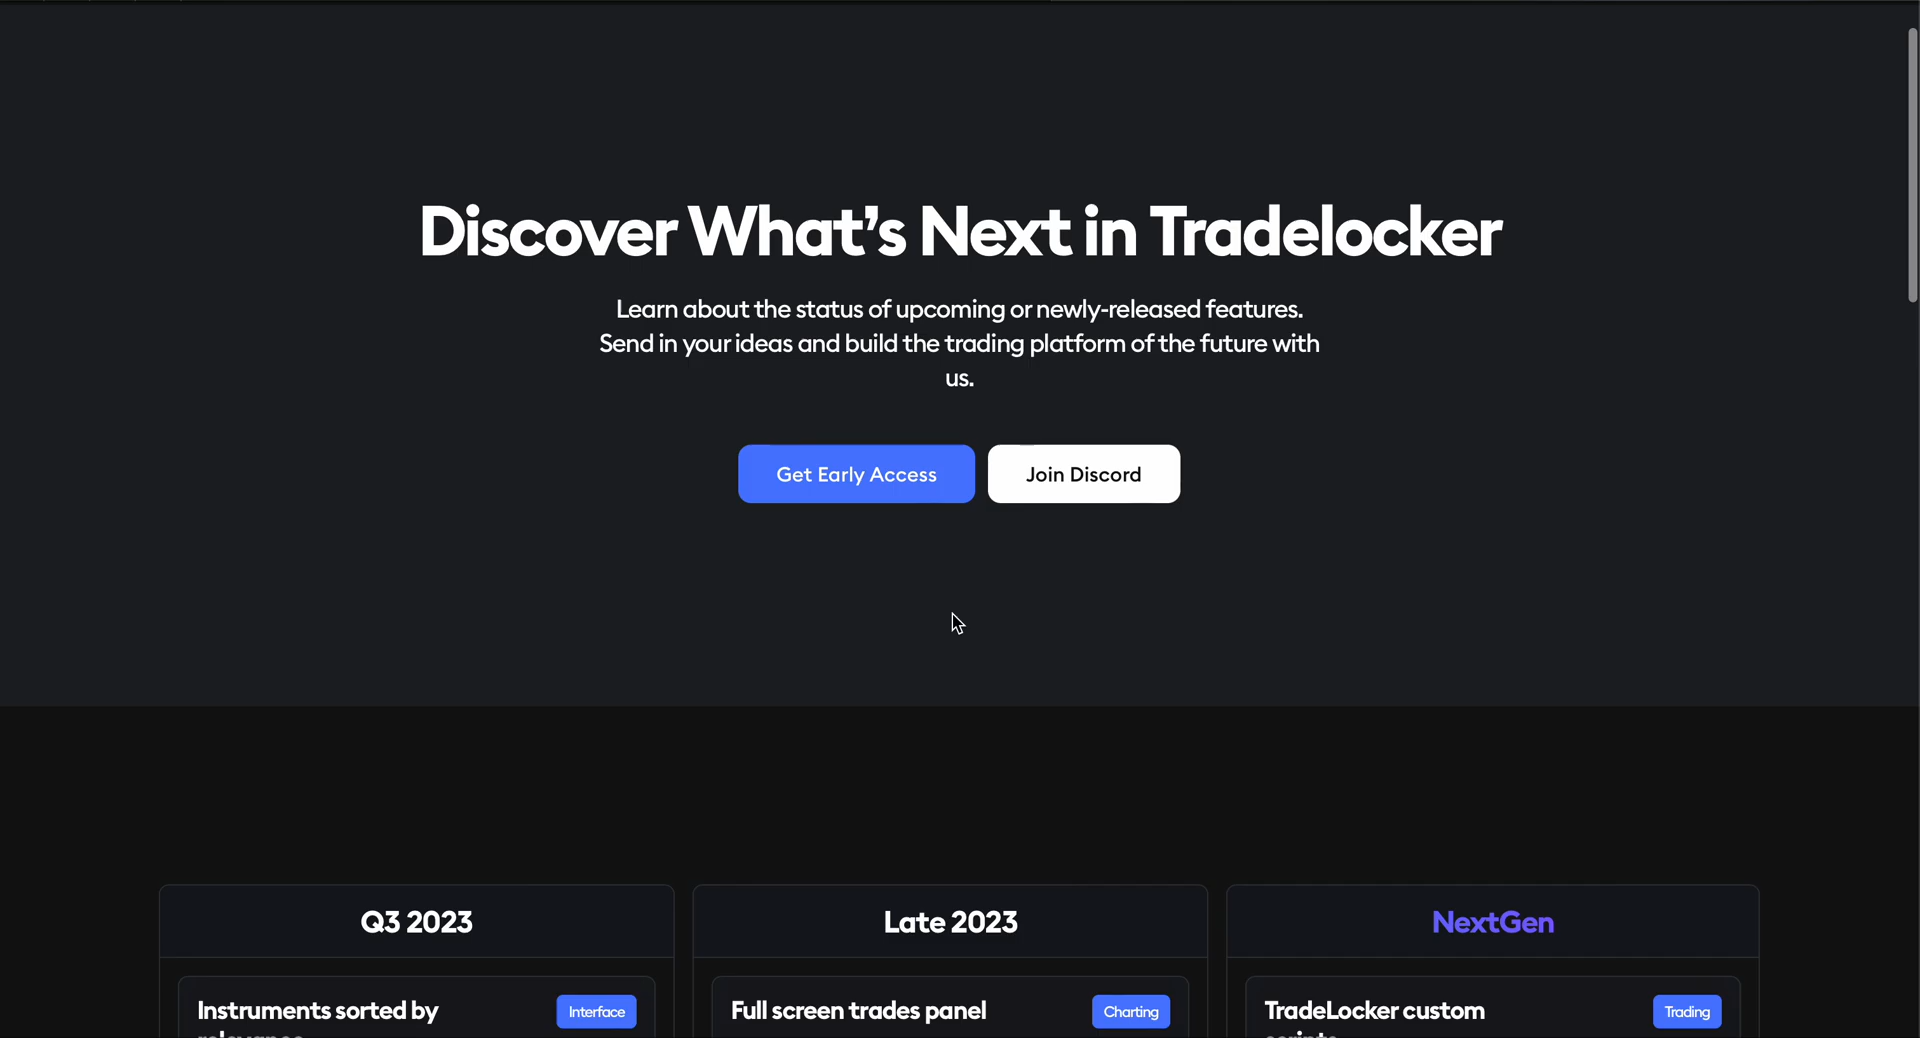 Discover What’s Next in Tradelocker
Learn about the status of upcoming or newly-released features.
Send in your ideas and build the trading platform of the future with
us.
Get Early Access
Join Discord
Q3 2023
Late 2023
NextGen
Instruments sorted by
Interface
Full screen trades panel
Charting
TradeLocker custom
Trading